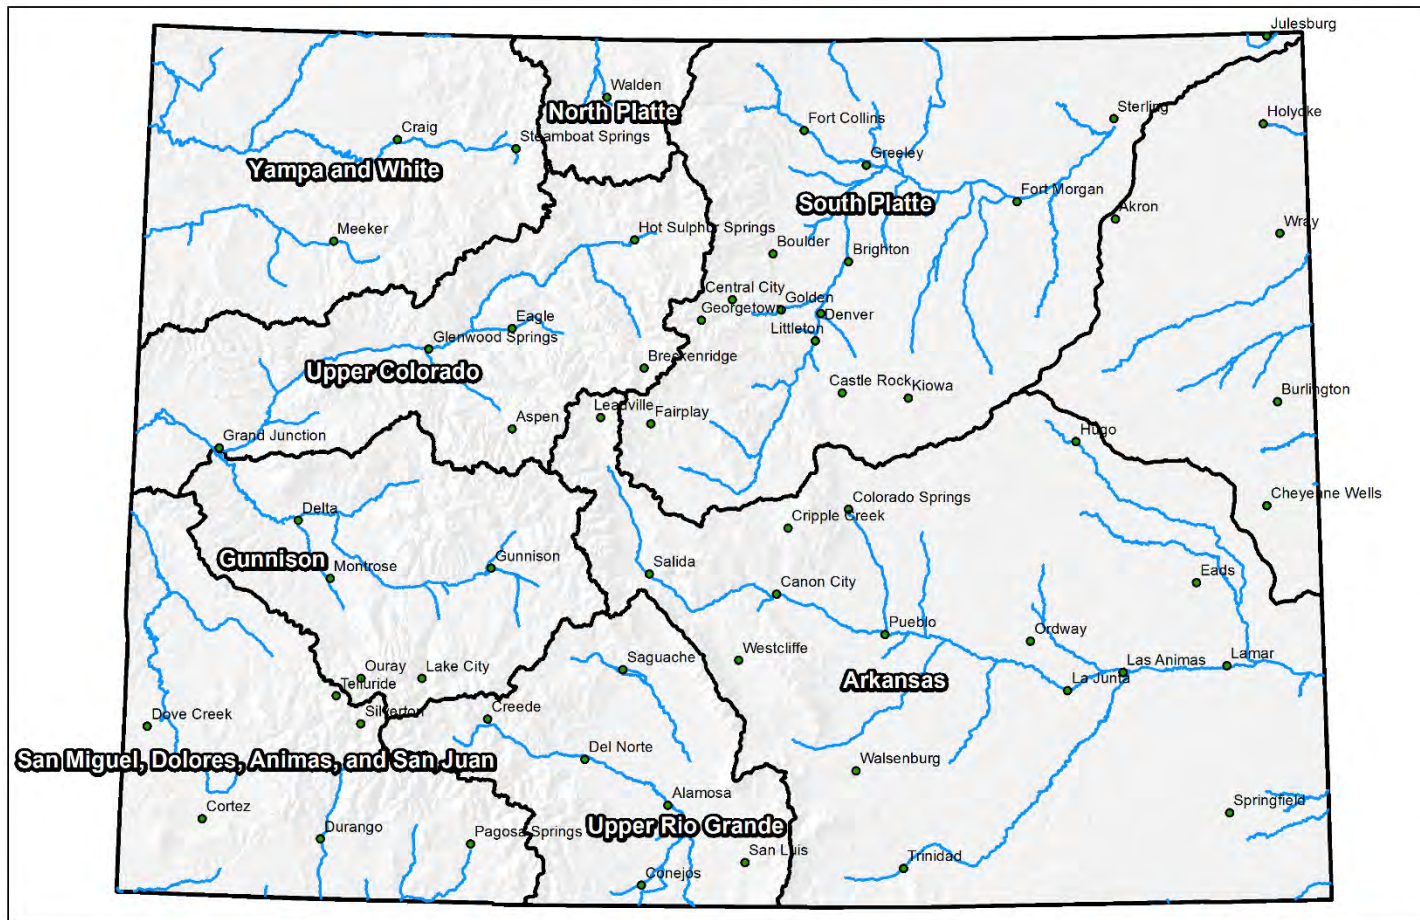 Julesburg
Walden
North Platte
Sterling
Holyoke
Fort Collins
Craig
Steamboat Springs
Greeley
Yampa and White
South Platte
Fort Morgan
Akron
Wray
Meeker
Hot Sulphur Springs
Boulder
Brighton
Central City
Golden
Georgetown
Denver
Eagle
Glenwood Springs
Littleton
Breckenridge
Upper Colorado
Castle Rock
Kiowa
Burlington
Aspen
Leadville
Fairplay
Hugo
Grand Junction
Colorado Springs
Cheyenne Wells
Delta
Cripple Creek
Gunnison
Gunnison
Montrose
Salida
Canon City
Eads
Pueblo
Ordway
Westcliffe
Saguache
Lamar
Ouray
Lake City
Las Animas
Telluride
Arkansas
La Junta
Dove Creek
Silverton
Creede
Del Norte
San Miguel, Dolores, Animas, and San Juan
Walsenburg
Alamosa
Cortez
Springfield
Upper Rio Grande
Durango
Pagosa Springs
San Luis
Trinidad
Conejos